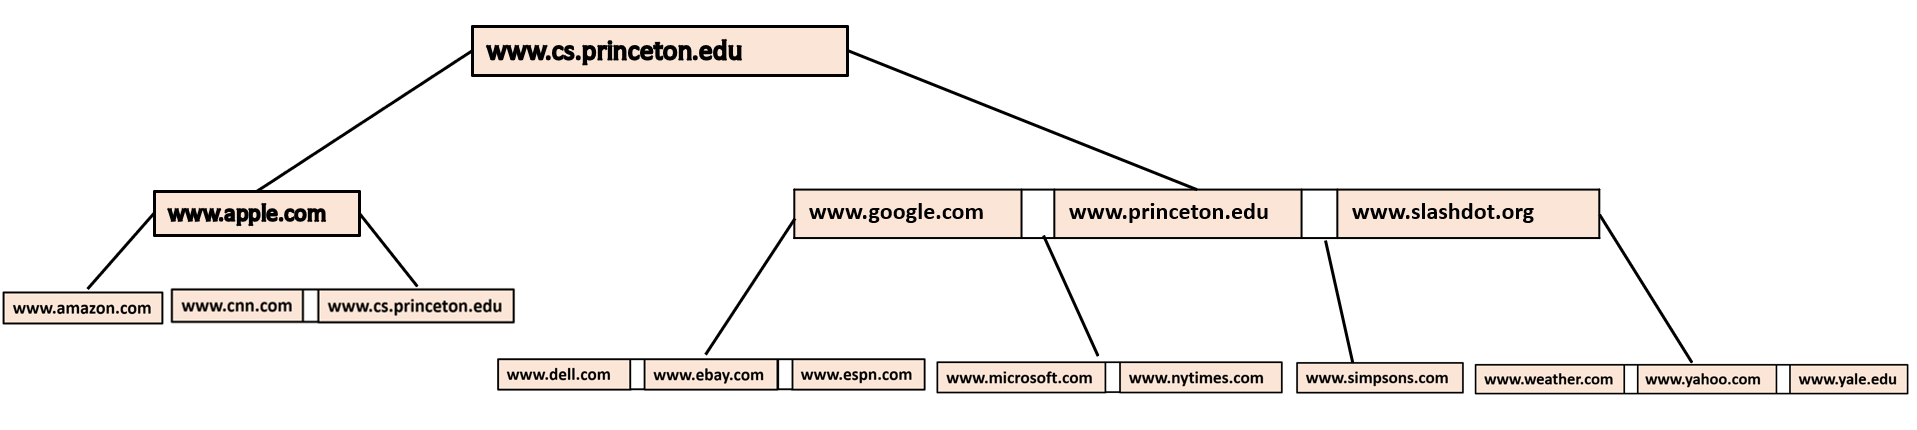 www.cs.princeton.edu
www.apple.com
www.google.com www.princeton.edu www.slashdot.org
www.amazon.com
www.cnn.com www.cs.princeton.edu
www.dell.com www.ebay.com www.espn.com
www.microsoft.com www.nytimes.com
www.simpsons.com
www.weather.com www.yahoo.com www.yale.edu